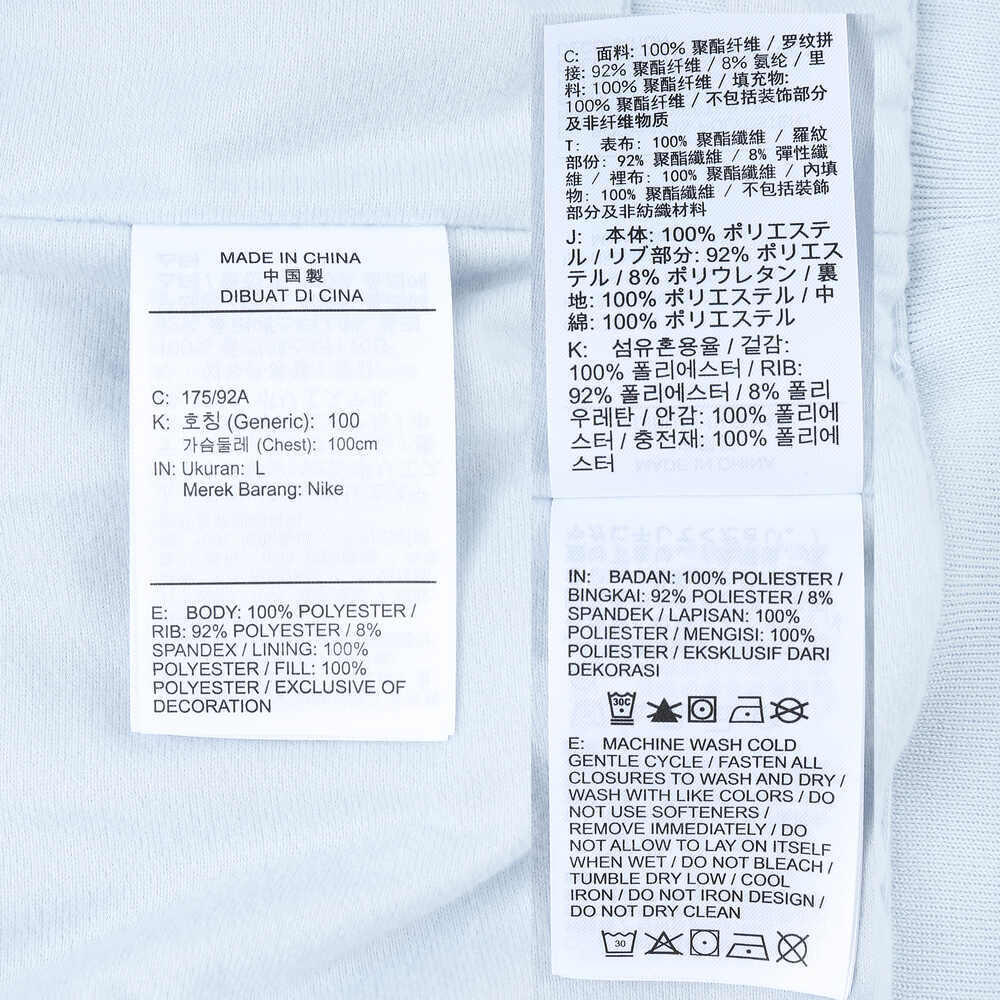 MADE IN CHINA
中国製
DIBUAT DI CINA
C: 175/92A
K: 호칭 (Generic): 100
가슴둘레 (Chest): 100cm
IN: Ukuran: L
Merek Barang: Nike
E: BODY: 100% POLYESTER /
RIB: 92% POLYESTER / 8%
SPANDEX / LINING: 100%
POLYESTER / FILL: 100%
POLYESTER / EXCLUSIVE OF
DECORATION
C: 面料: 100% 聚酯纤维 / 罗纹拼
接: 92% 聚酯纤维 / 8% 氨纶 / 里
料: 100% 聚酯纤维 / 填充物:
100% 聚酯纤维 / 不包括装饰部分
及非纤维物质
T: 表布: 100% 聚酯纖維 / 羅紋
部份: 92% 聚酯纖維 / 8% 彈性纖
維 / 裡布: 100% 聚酯纖維 / 內填
物: 100% 聚酯纖維 / 不包括裝飾
部分及非紡織材料
J: 本体: 100% ポリエステ
ル / リブ部分: 92% ポリエス
テル / 8% ポリウレタン / 裏
地: 100% ポリエステル / 中
綿: 100% ポリエステル
K: 섬유혼용율 / 겉감:
100% 폴리에스터 / RIB:
92% 폴리에스터 / 8% 폴리
우레탄 / 안감: 100% 폴리에
스터 / 충전재: 100% 폴리에
스터
IN: BADAN: 100% POLIESTER /
BINGKAI: 92% POLIESTER / 8%
SPANDEK / LAPISAN: 100%
POLIESTER / MENGISI: 100%
POLIESTER / EKSKLUSIF DARI
DEKORASI
30C
E: MACHINE WASH COLD
GENTLE CYCLE / FASTEN ALL
CLOSURES TO WASH AND DRY /
WASH WITH LIKE COLORS / DO
NOT USE SOFTENERS /
REMOVE IMMEDIATELY / DO
NOT ALLOW TO LAY ON ITSELF
WHEN WET / DO NOT BLEACH /
TUMBLE DRY LOW / COOL
IRON / DO NOT IRON DESIGN /
DO NOT DRY CLEAN
30